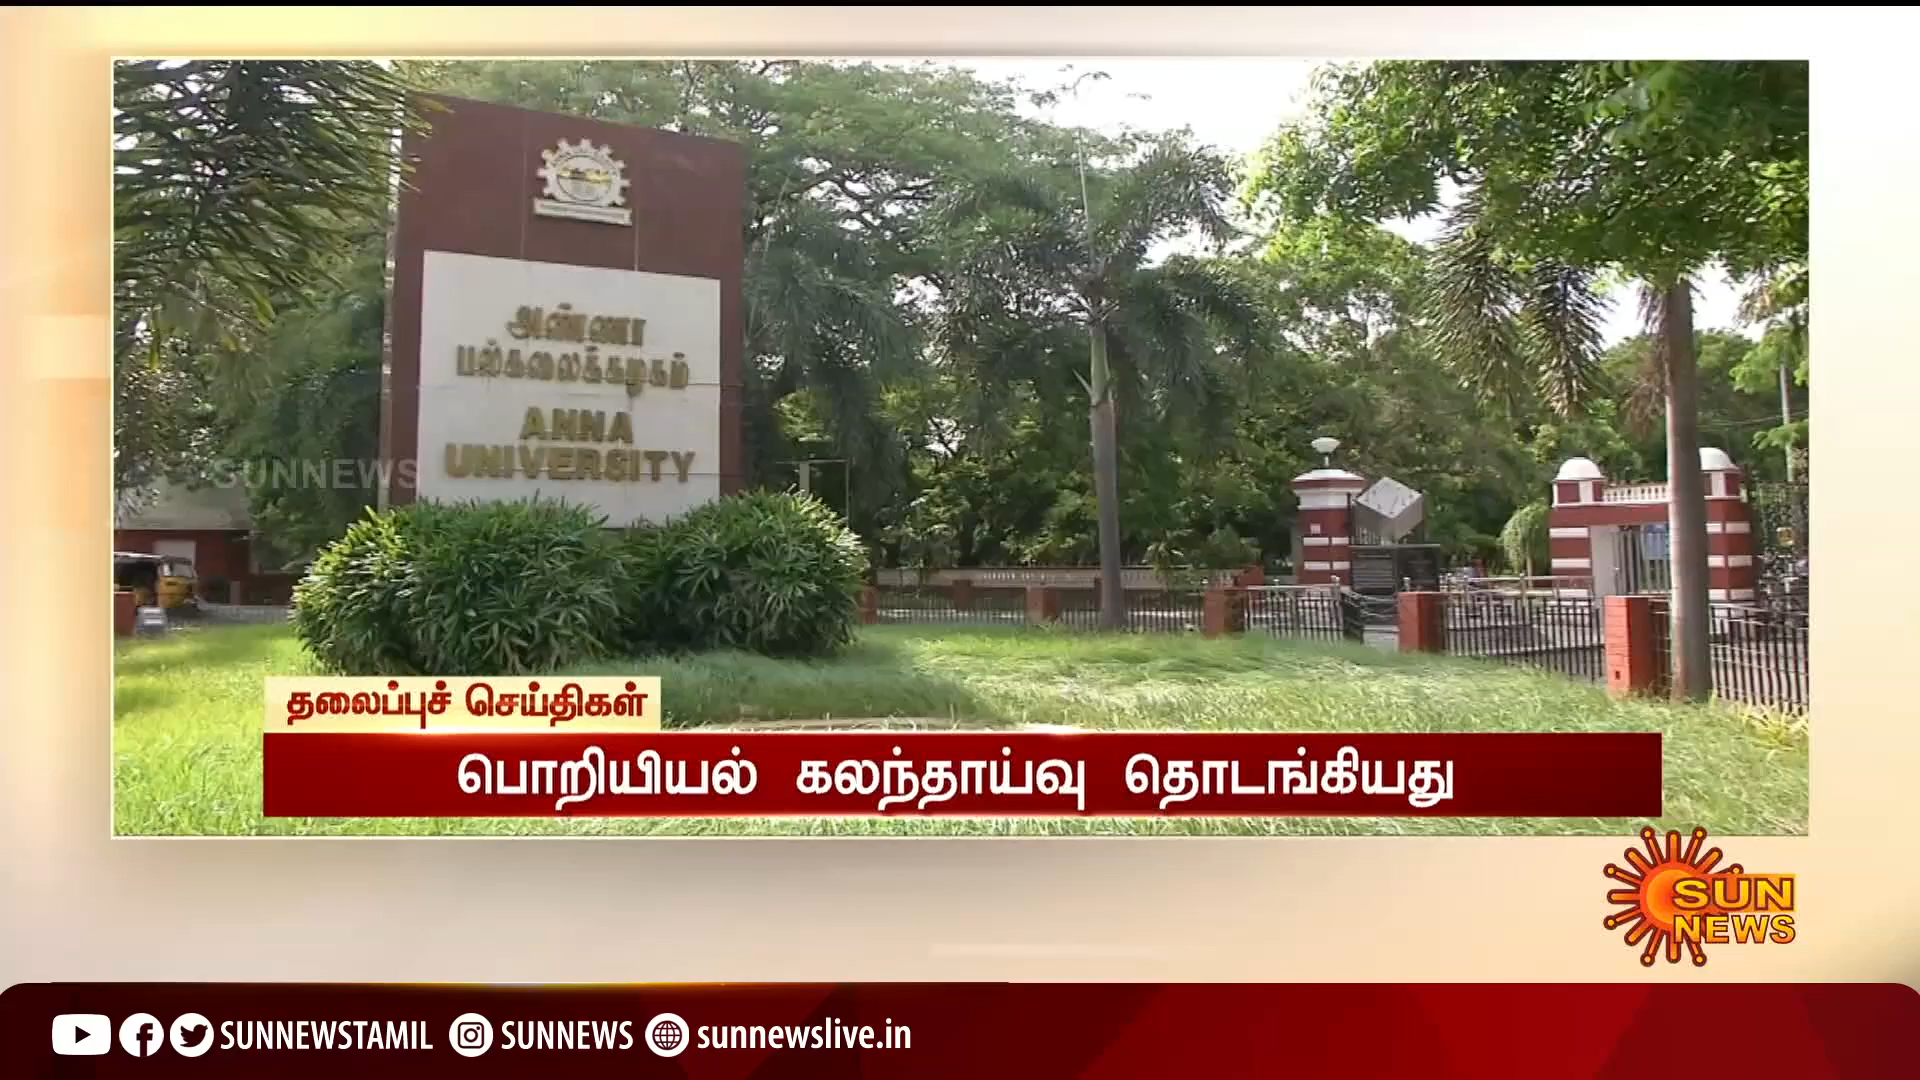 அண்ணா
பல்கலைக்கழகம்
ANNA
UNIVERSITY
SUNNEWS
தலைப்புச் செய்திகள்
பொறியியல் கலந்தாய்வு தொடங்கியது
SUN
NEWS
SUNNEWSTAMIL SUNNEWS sunnewslive.in